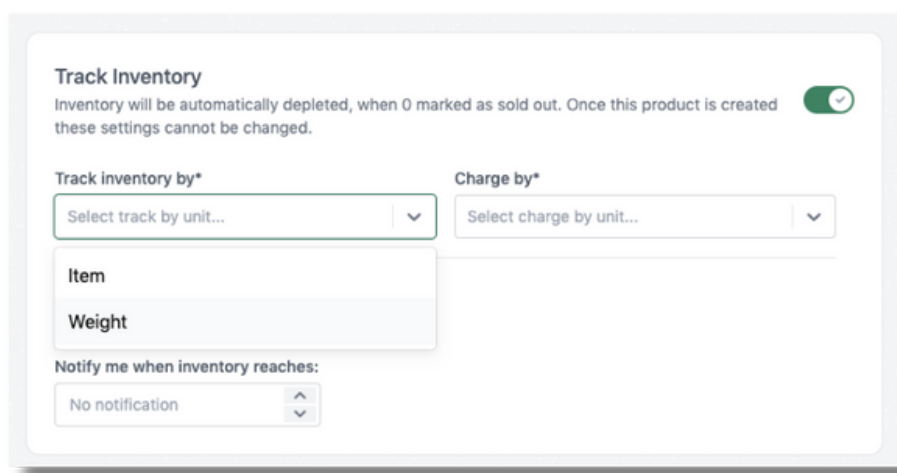 Track Inventory
Inventory will be automatically depleted, when 0 marked as sold out. Once this product is created
these settings cannot be changed.
Track inventory by*
Charge by*
Select track by unit...
Select charge by unit...
Item
Weight
Notify me when inventory reaches:
No notification